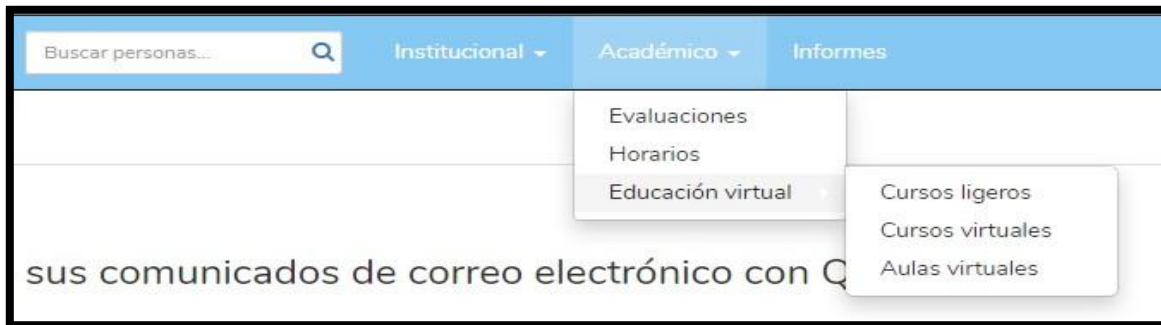 Buscar personas... Institucional Académico Informes
Evaluaciones
Horarios
Educación virtual Cursos ligeros
Cursos virtuales
Aulas virtuales
sus comunicados de correo electrónico con Q